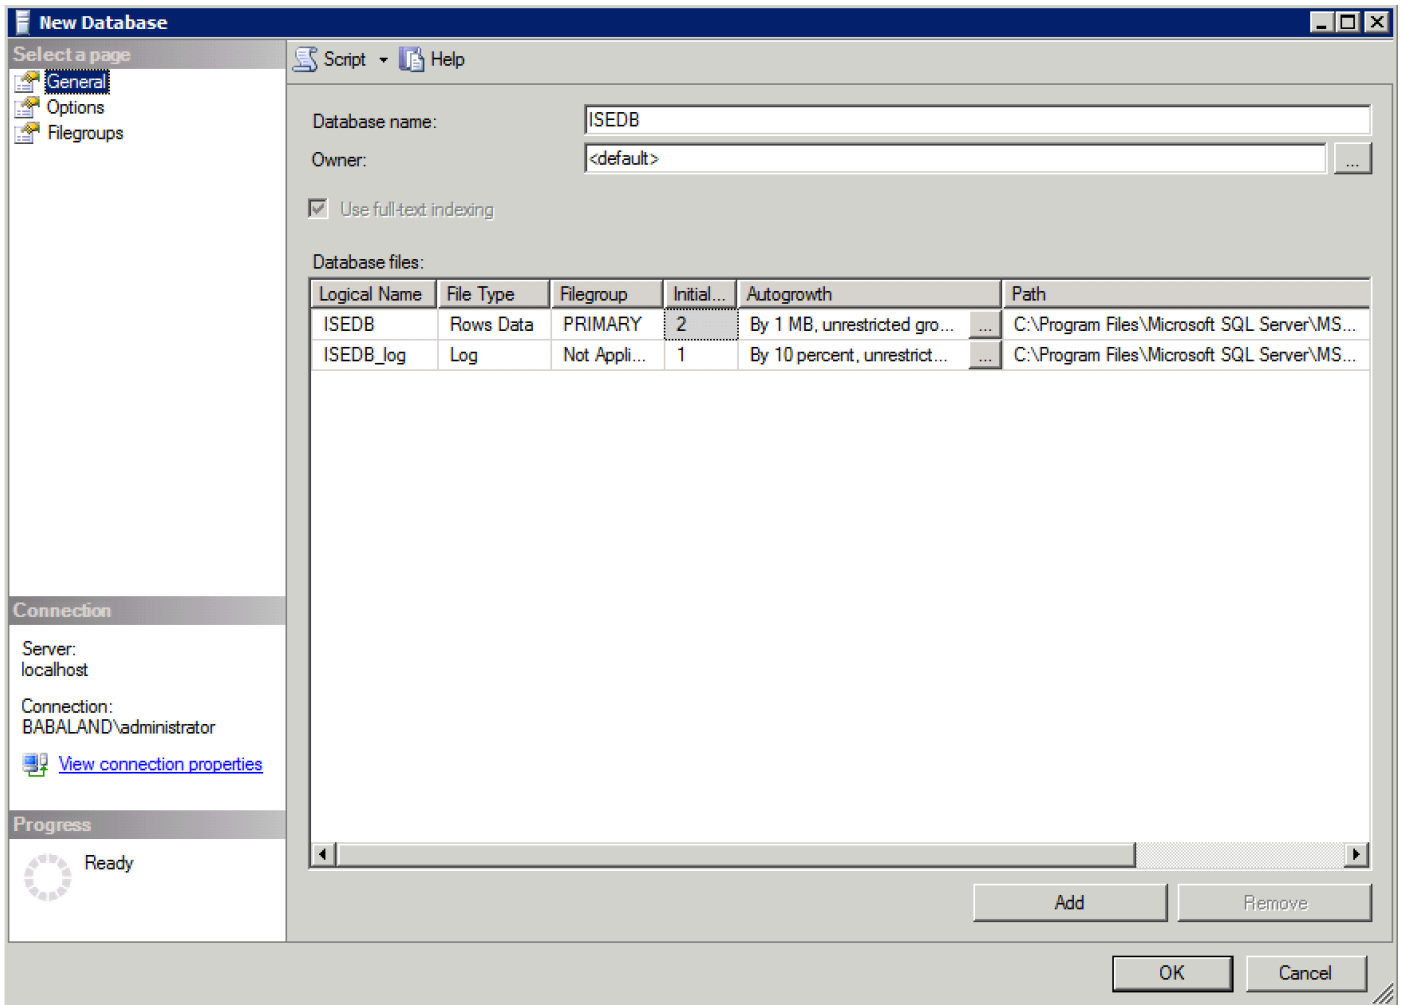 New Database
Select a page
General
Options
Filegroups
Script
Help
Database name: ISEDB
Owner: <default> ...
Use full-text indexing
Database files:
Logical Name File Type Filegroup Initial... Autogrowth Path
ISEDB Rows Data PRIMARY 2 By 1 MB, unrestricted gro... ... C:\Program Files\Microsoft SQL Server\MS...
ISEDB_log Log Not Appli... 1 By 10 percent, unrestrict... ... C:\Program Files\Microsoft SQL Server\MS...
Connection
Server:
localhost
Connection:
BABALAND\administrator
View connection properties
Progress
Ready
Add Remove
OK Cancel